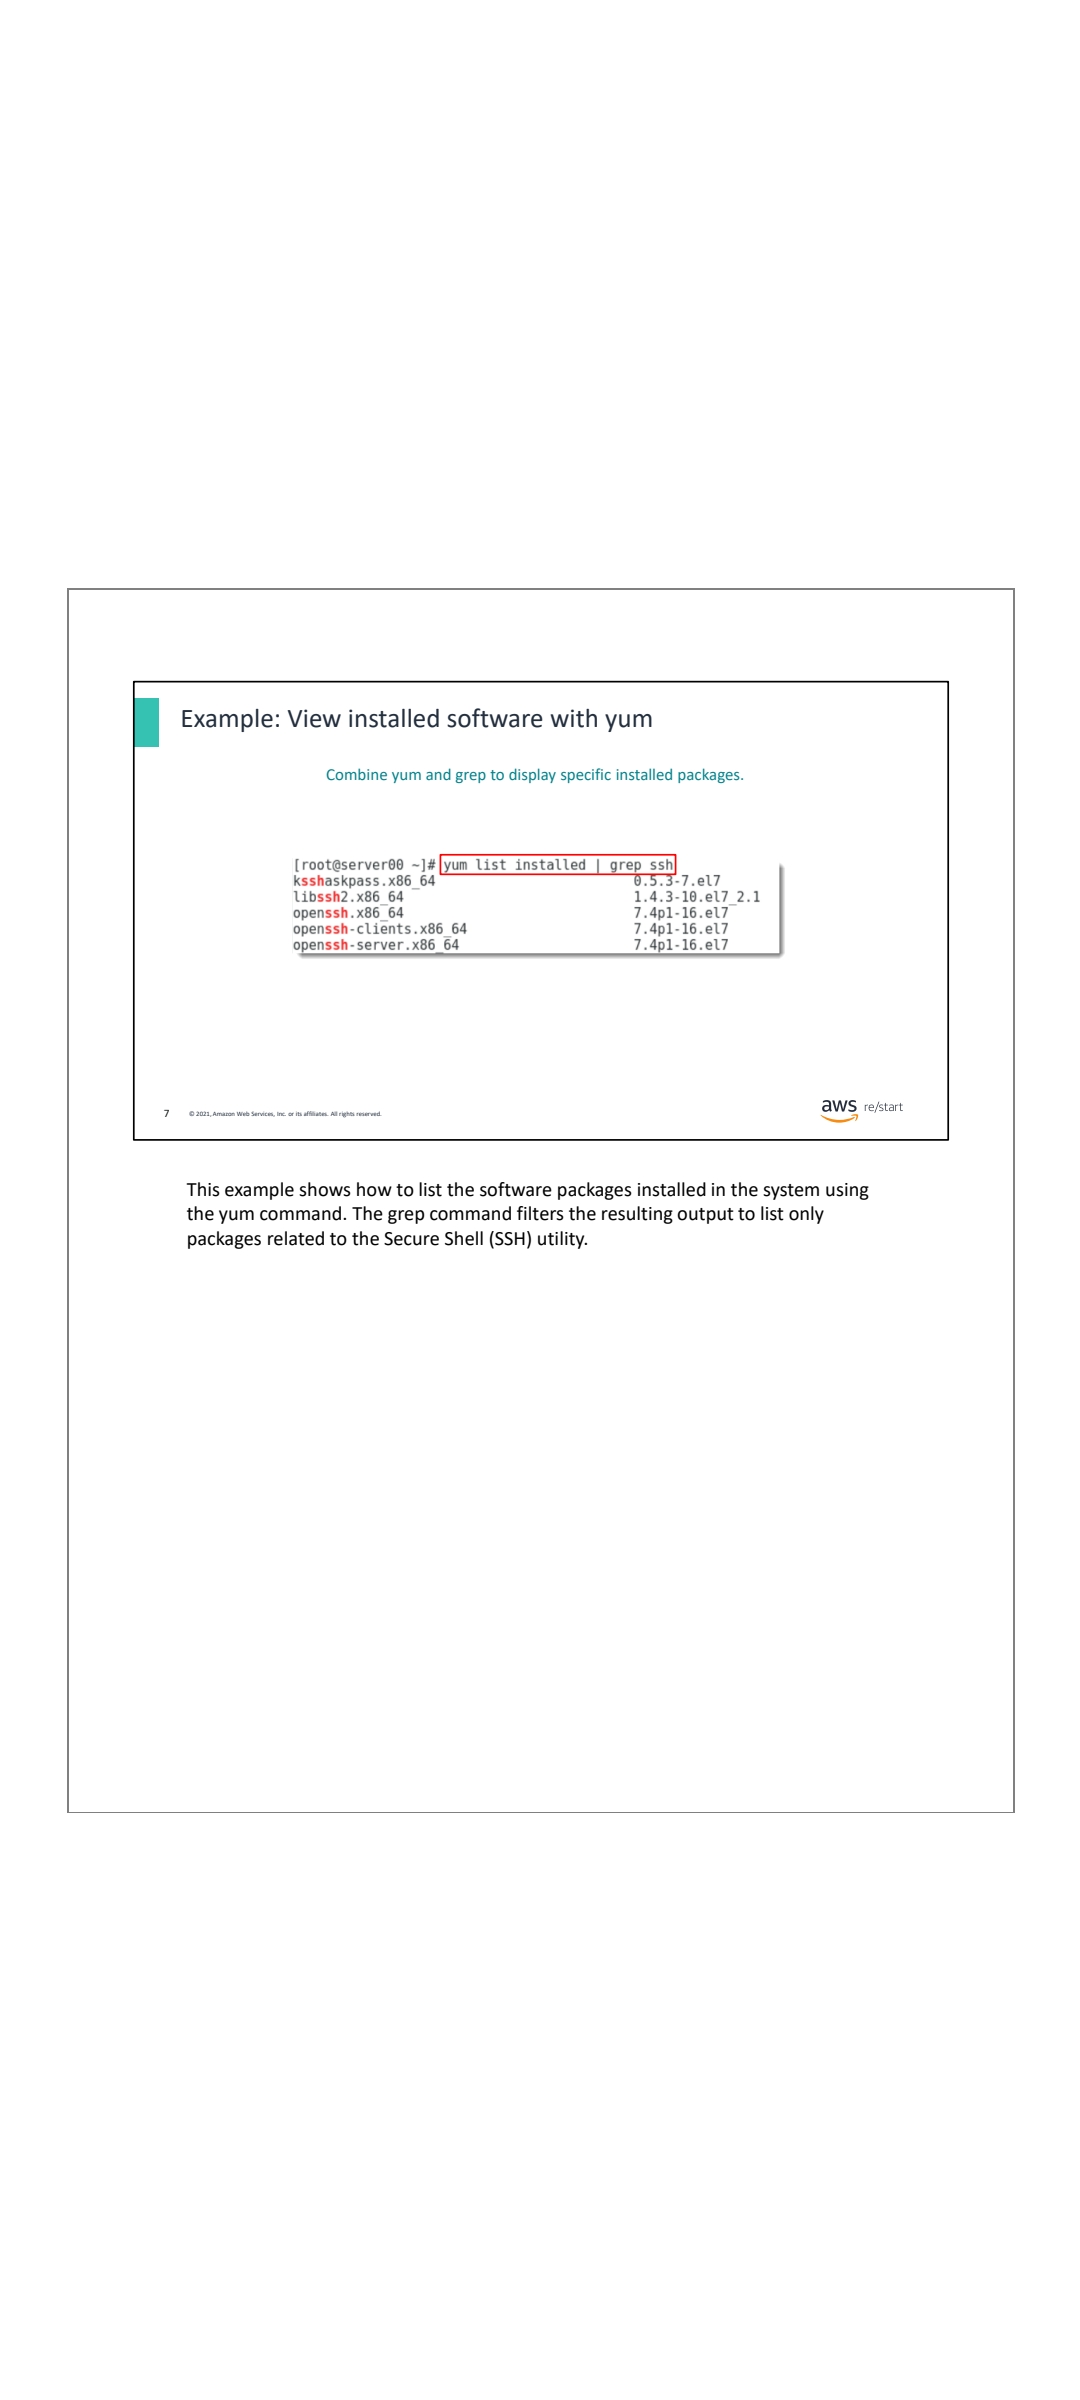 Example: View installed software with yum
Combine yum and grep to display specific installed packages.
[root@server00 ~]# yum list installed | grep ssh
ksshaskpass.x86_64 0.5.3-7.el7
libssh2.x86_64 1.4.3-10.el7_2.1
openssh.x86_64 7.4p1-16.el7
openssh-clients.x86_64 7.4p1-16.el7
openssh-server.x86_64 7.4p1-16.el7
7 © 2021, Amazon Web Services, Inc. or its affiliates. All rights reserved.
aws re/start
This example shows how to list the software packages installed in the system using
the yum command. The grep command filters the resulting output to list only
packages related to the Secure Shell (SSH) utility.